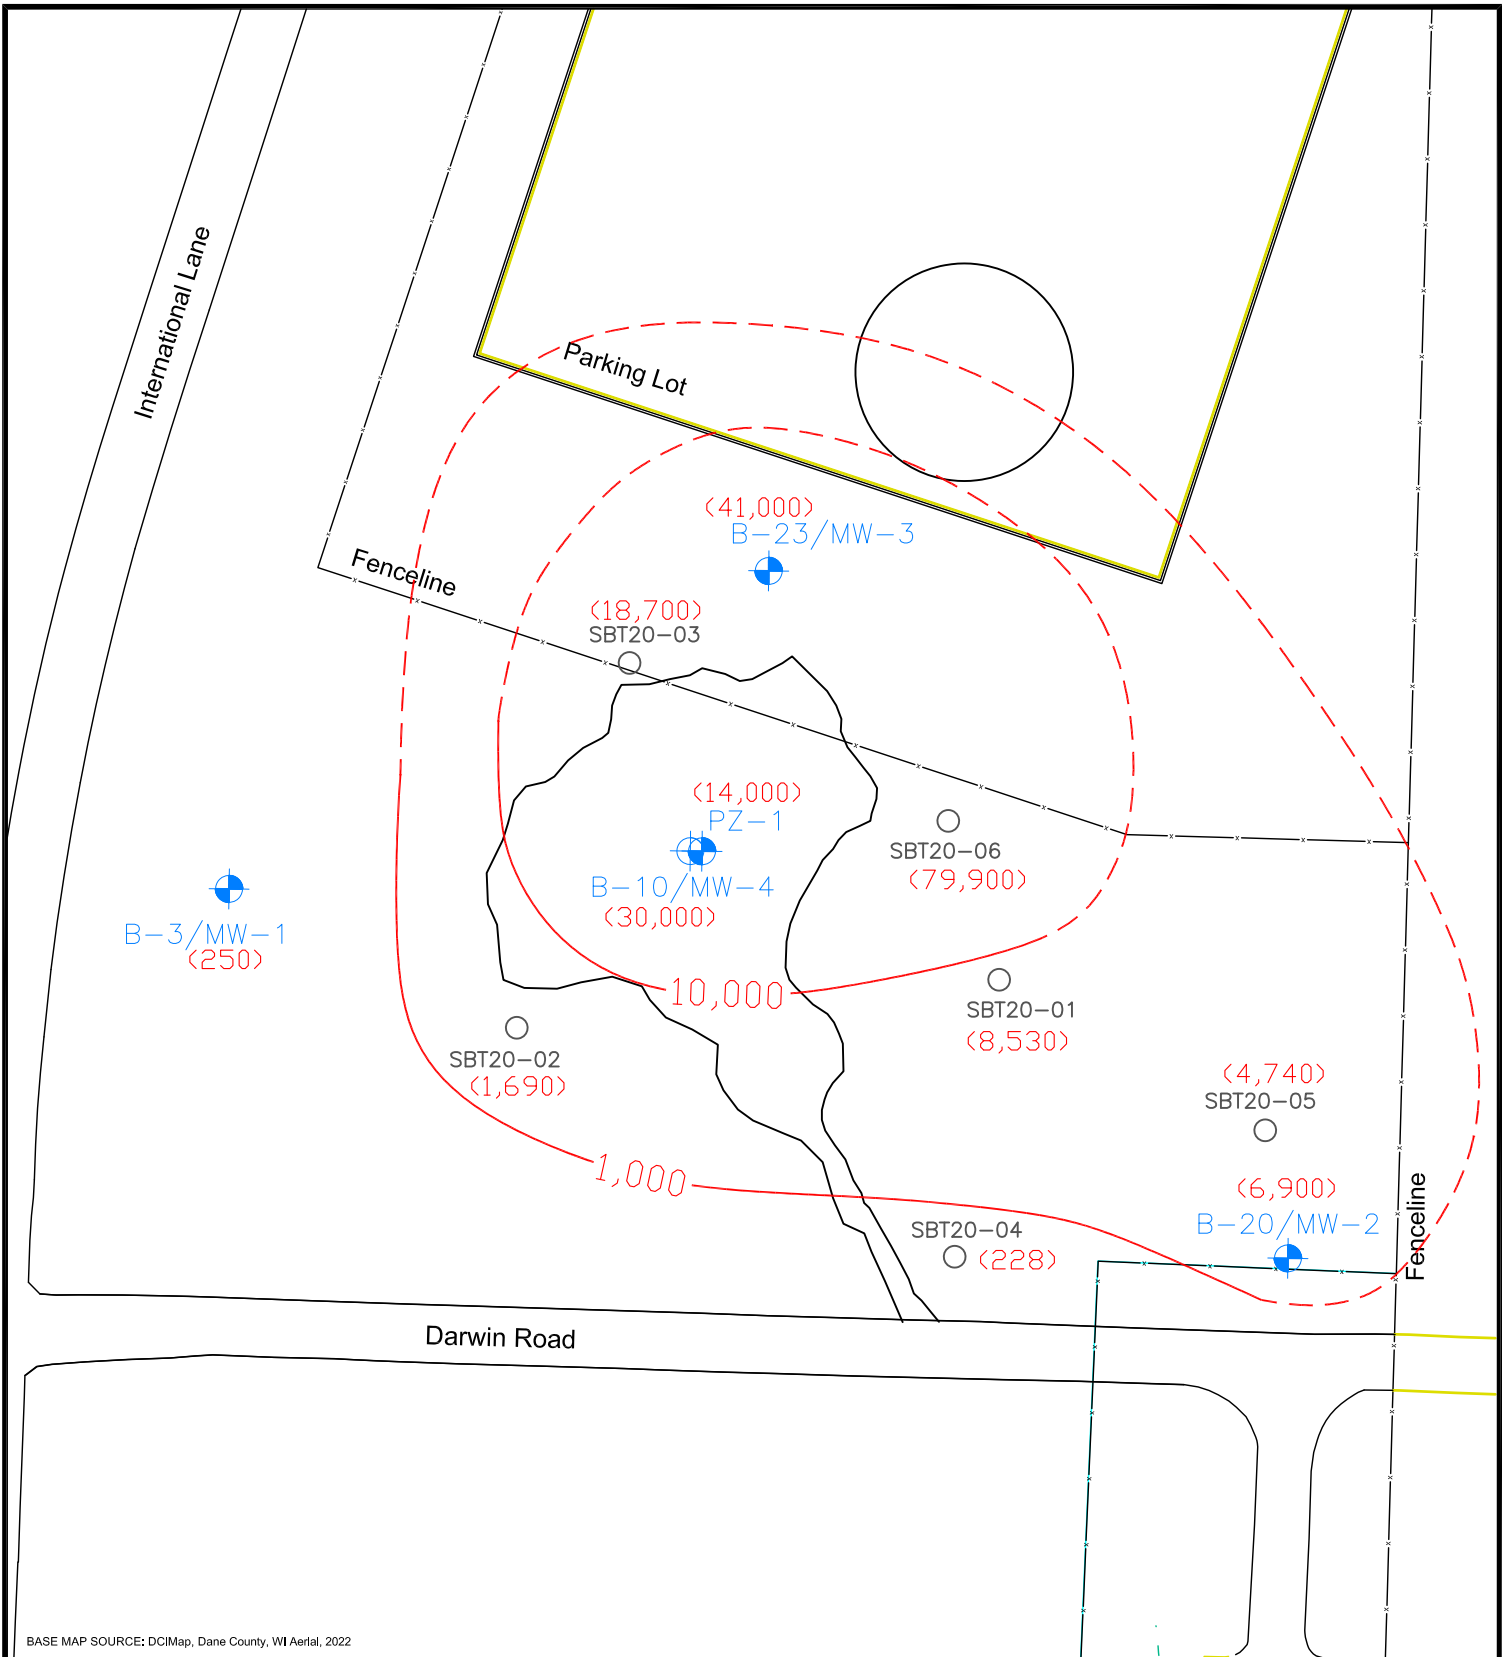 International Lane
Parking Lot
(41,000)
B-23/MW-3
Fenceline
(18,700)
SBT20-03
(14,000)
PZ-1
SBT20-06
(79,900)
B-10/MW-4
(30,000)
B-3/MW-1
(250)
10,000
SBT20-01
(8,530)
SBT20-02
(1,690)
(4,740)
SBT20-05
1,000
(6,900)
B-20/MW-2
Fenceline
SBT20-04
(228)
Darwin Road
BASE MAP SOURCE: DCiMap, Dane County, WI Aerial, 2022